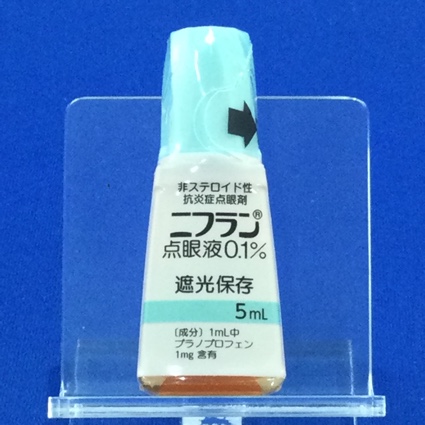 非ステロイド性
抗炎症点眼剤
ニフラン®
点眼液0.1%
遮光保存
5mL
〔成分〕1mL中
プラノプロフェン
1mg 含有